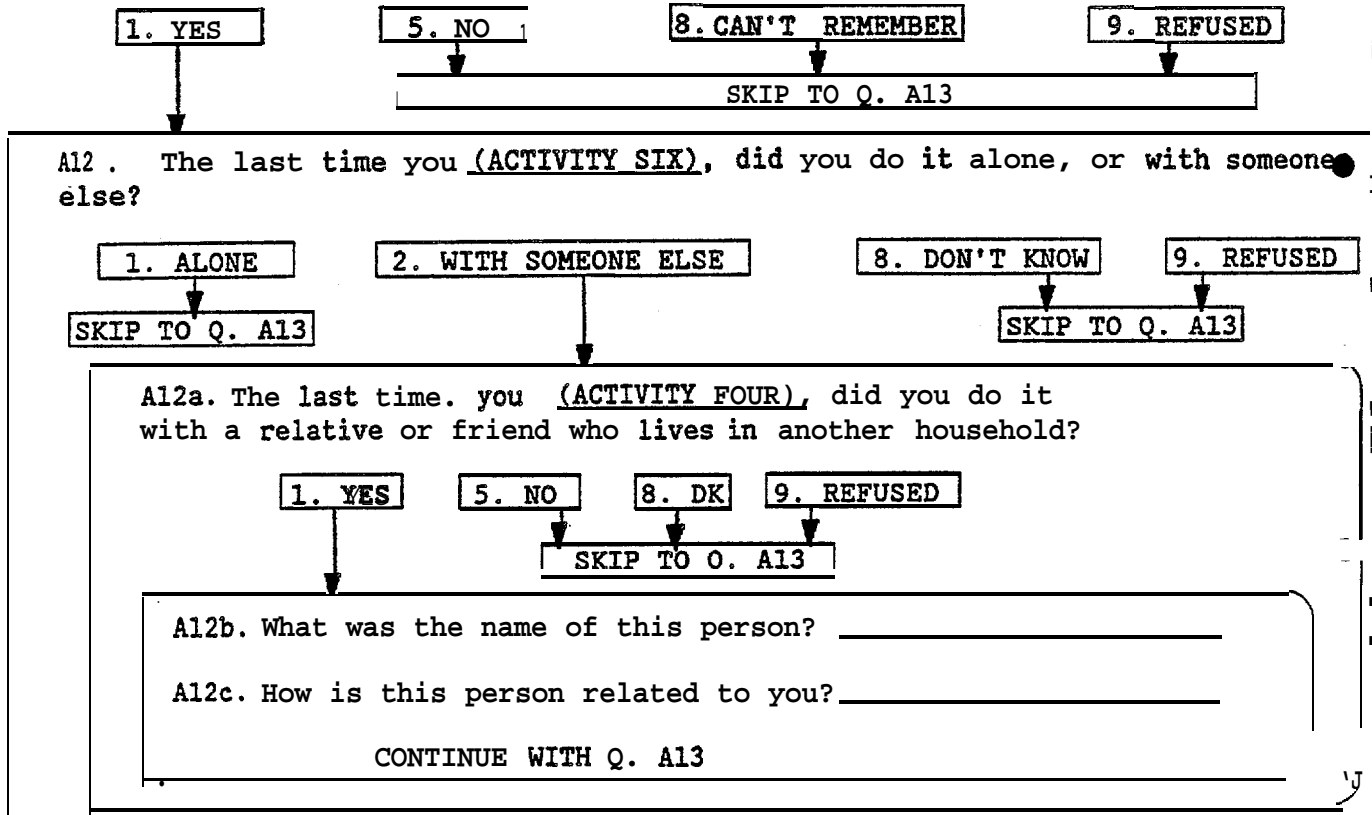 1. YES 5. NO 8. CAN'T REMEMBER 9. REFUSED
SKIP TO Q. A13
A12 . The last time you (ACTIVITY SIX), did you do it alone, or with someone
else?
1. ALONE 2. WITH SOMEONE ELSE 8. DON'T KNOW 9. REFUSED
SKIP TO Q. A13 SKIP TO Q. A13
A12a. The last time. you (ACTIVITY FOUR), did you do it
with a relative or friend who lives in another household?
1. YES 5. NO 8. DK 9. REFUSED
SKIP TO O. A13
A12b. What was the name of this person?
A12c. How is this person related to you?
CONTINUE WITH Q. A13